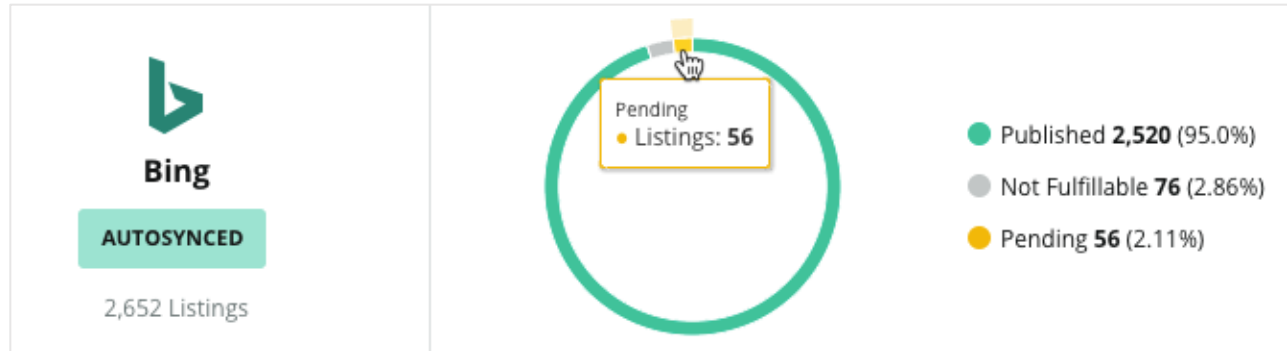 Bing
AUTOSYNCED
2,652 Listings
Pending
Listings: 56
Published 2,520 (95.0%)
Not Fulfillable 76 (2.86%)
Pending 56 (2.11%)